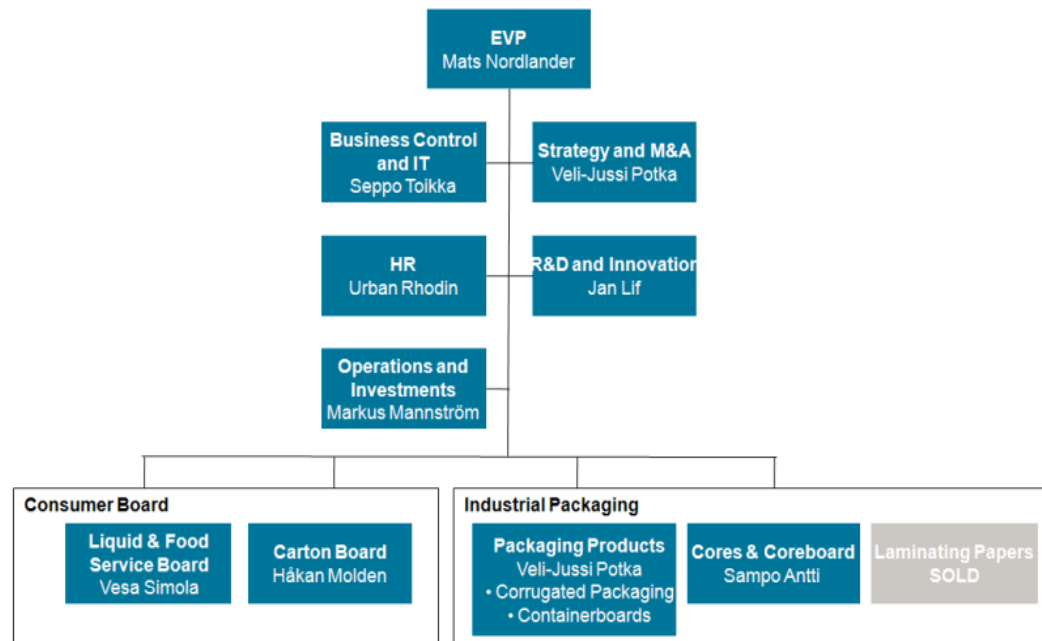 EVP
Mats Nordlander
Business Control
and IT
Seppo Toikka
Strategy and M&A
Veli-Jussi Potka
HR
Urban Rhodin
R&D and Innovation
Jan Lif
Operations and
Investments
Markus Mannström
Consumer Board
Liquid & Food
Service Board
Vesa Simola
Carton Board
Håkan Molden
Industrial Packaging
Packaging Products
Veli-Jussi Potka
• Corrugated Packaging
• Containerboards
Cores & Coreboard
Sampo Antti
Laminating Papers
SOLD